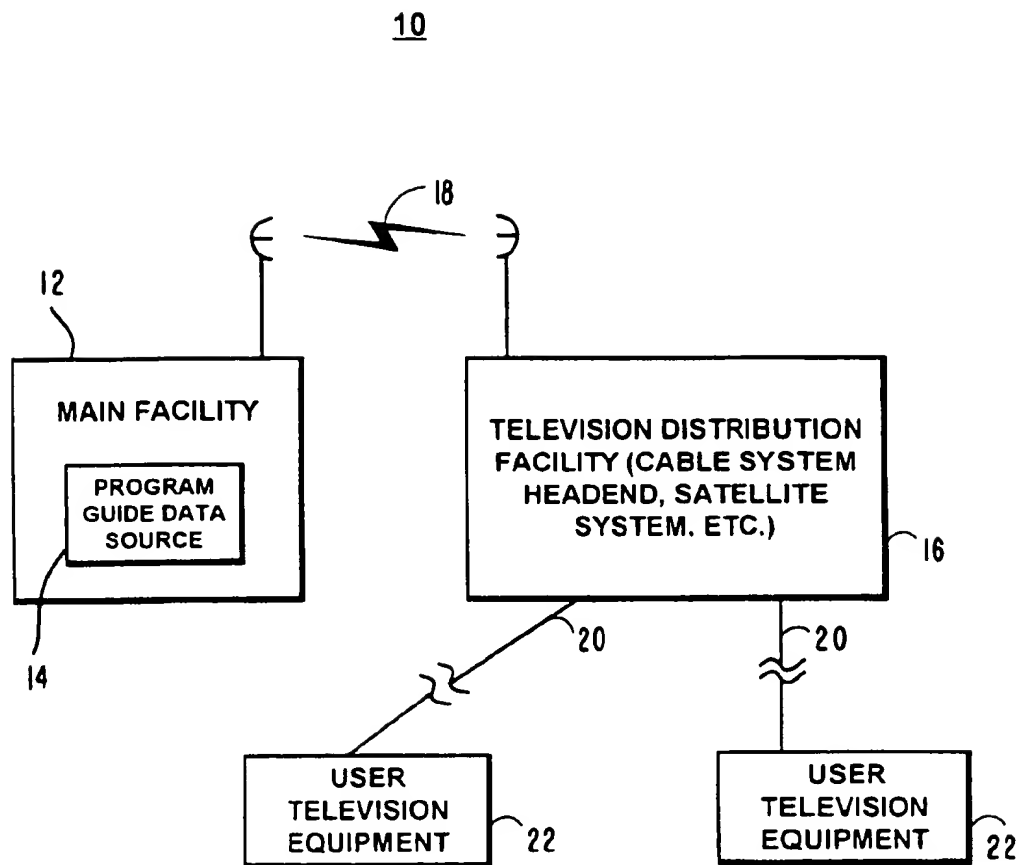 10
18
12
MAIN FACILITY
PROGRAM
GUIDE DATA
SOURCE
14
TELEVISION DISTRIBUTION
FACILITY (CABLE SYSTEM
HEADEND, SATELLITE
SYSTEM. ETC.)
16
20
20
USER
TELEVISION
EQUIPMENT
22
USER
TELEVISION
EQUIPMENT
22